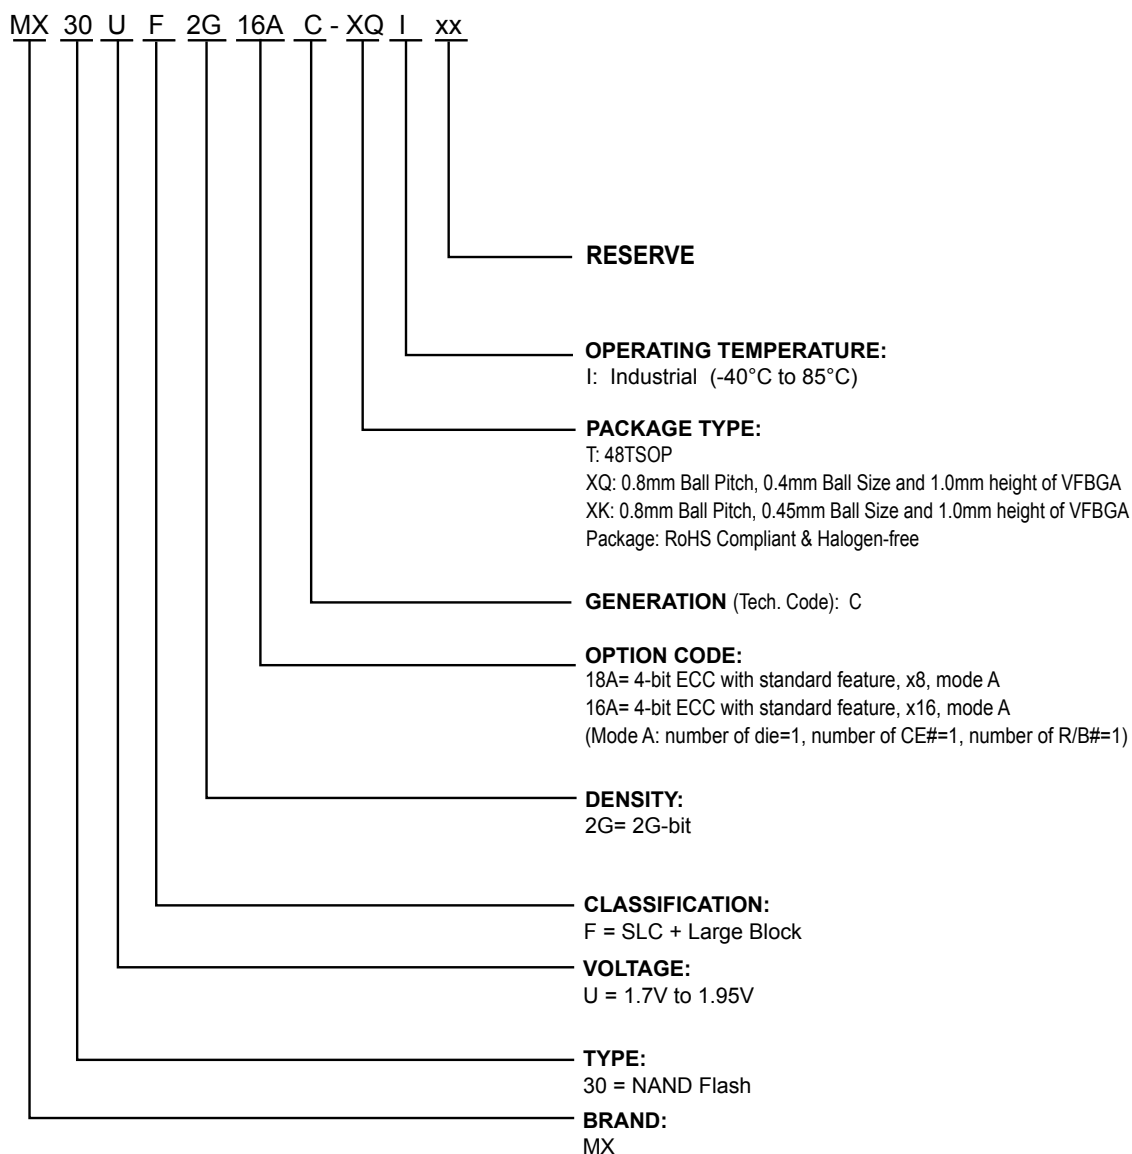 MX 30 U F 2G 16A C - XQ I xx
RESERVE
OPERATING TEMPERATURE:
I: Industrial (-40°C to 85°C)
PACKAGE TYPE:
T: 48TSOP
XQ: 0.8mm Ball Pitch, 0.4mm Ball Size and 1.0mm height of VFBGA
XK: 0.8mm Ball Pitch, 0.45mm Ball Size and 1.0mm height of VFBGA
Package: RoHS Compliant & Halogen-free
GENERATION (Tech. Code): C
OPTION CODE:
18A= 4-bit ECC with standard feature, x8, mode A
16A= 4-bit ECC with standard feature, x16, mode A
(Mode A: number of die=1, number of CE#=1, number of R/B#=1)
DENSITY:
2G= 2G-bit
CLASSIFICATION:
F = SLC + Large Block
VOLTAGE:
U = 1.7V to 1.95V
TYPE:
30 = NAND Flash
BRAND:
MX